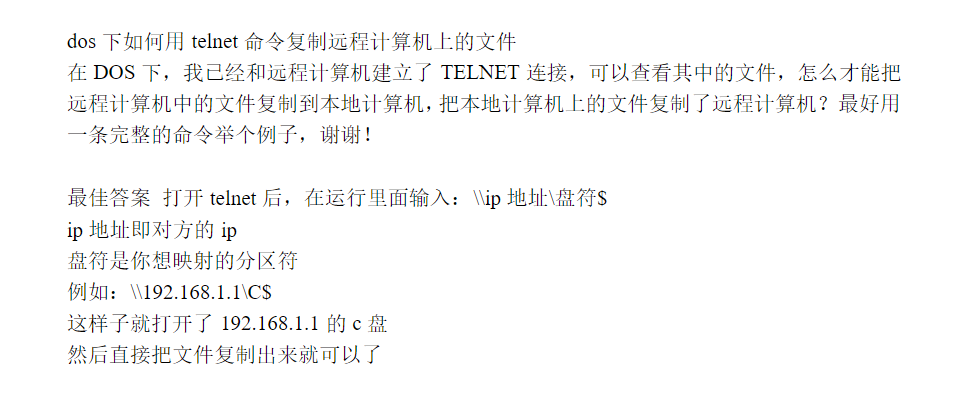 dos 下如何用 telnet 命令复制远程计算机上的文件
在 DOS 下，我已经和远程计算机建立了 TELNET 连接，可以查看其中的文件，怎么才能把
远程计算机中的文件复制到本地计算机，把本地计算机上的文件复制了远程计算机？最好用
一条完整的命令举个例子，谢谢！
最佳答案 打开 telnet 后，在运行里面输入：\\ip 地址\盘符$
ip 地址即对方的 ip
盘符是你想映射的分区符
例如：\\192.168.1.1\C$
这样子就打开了 192.168.1.1 的 c 盘
然后直接把文件复制出来就可以了